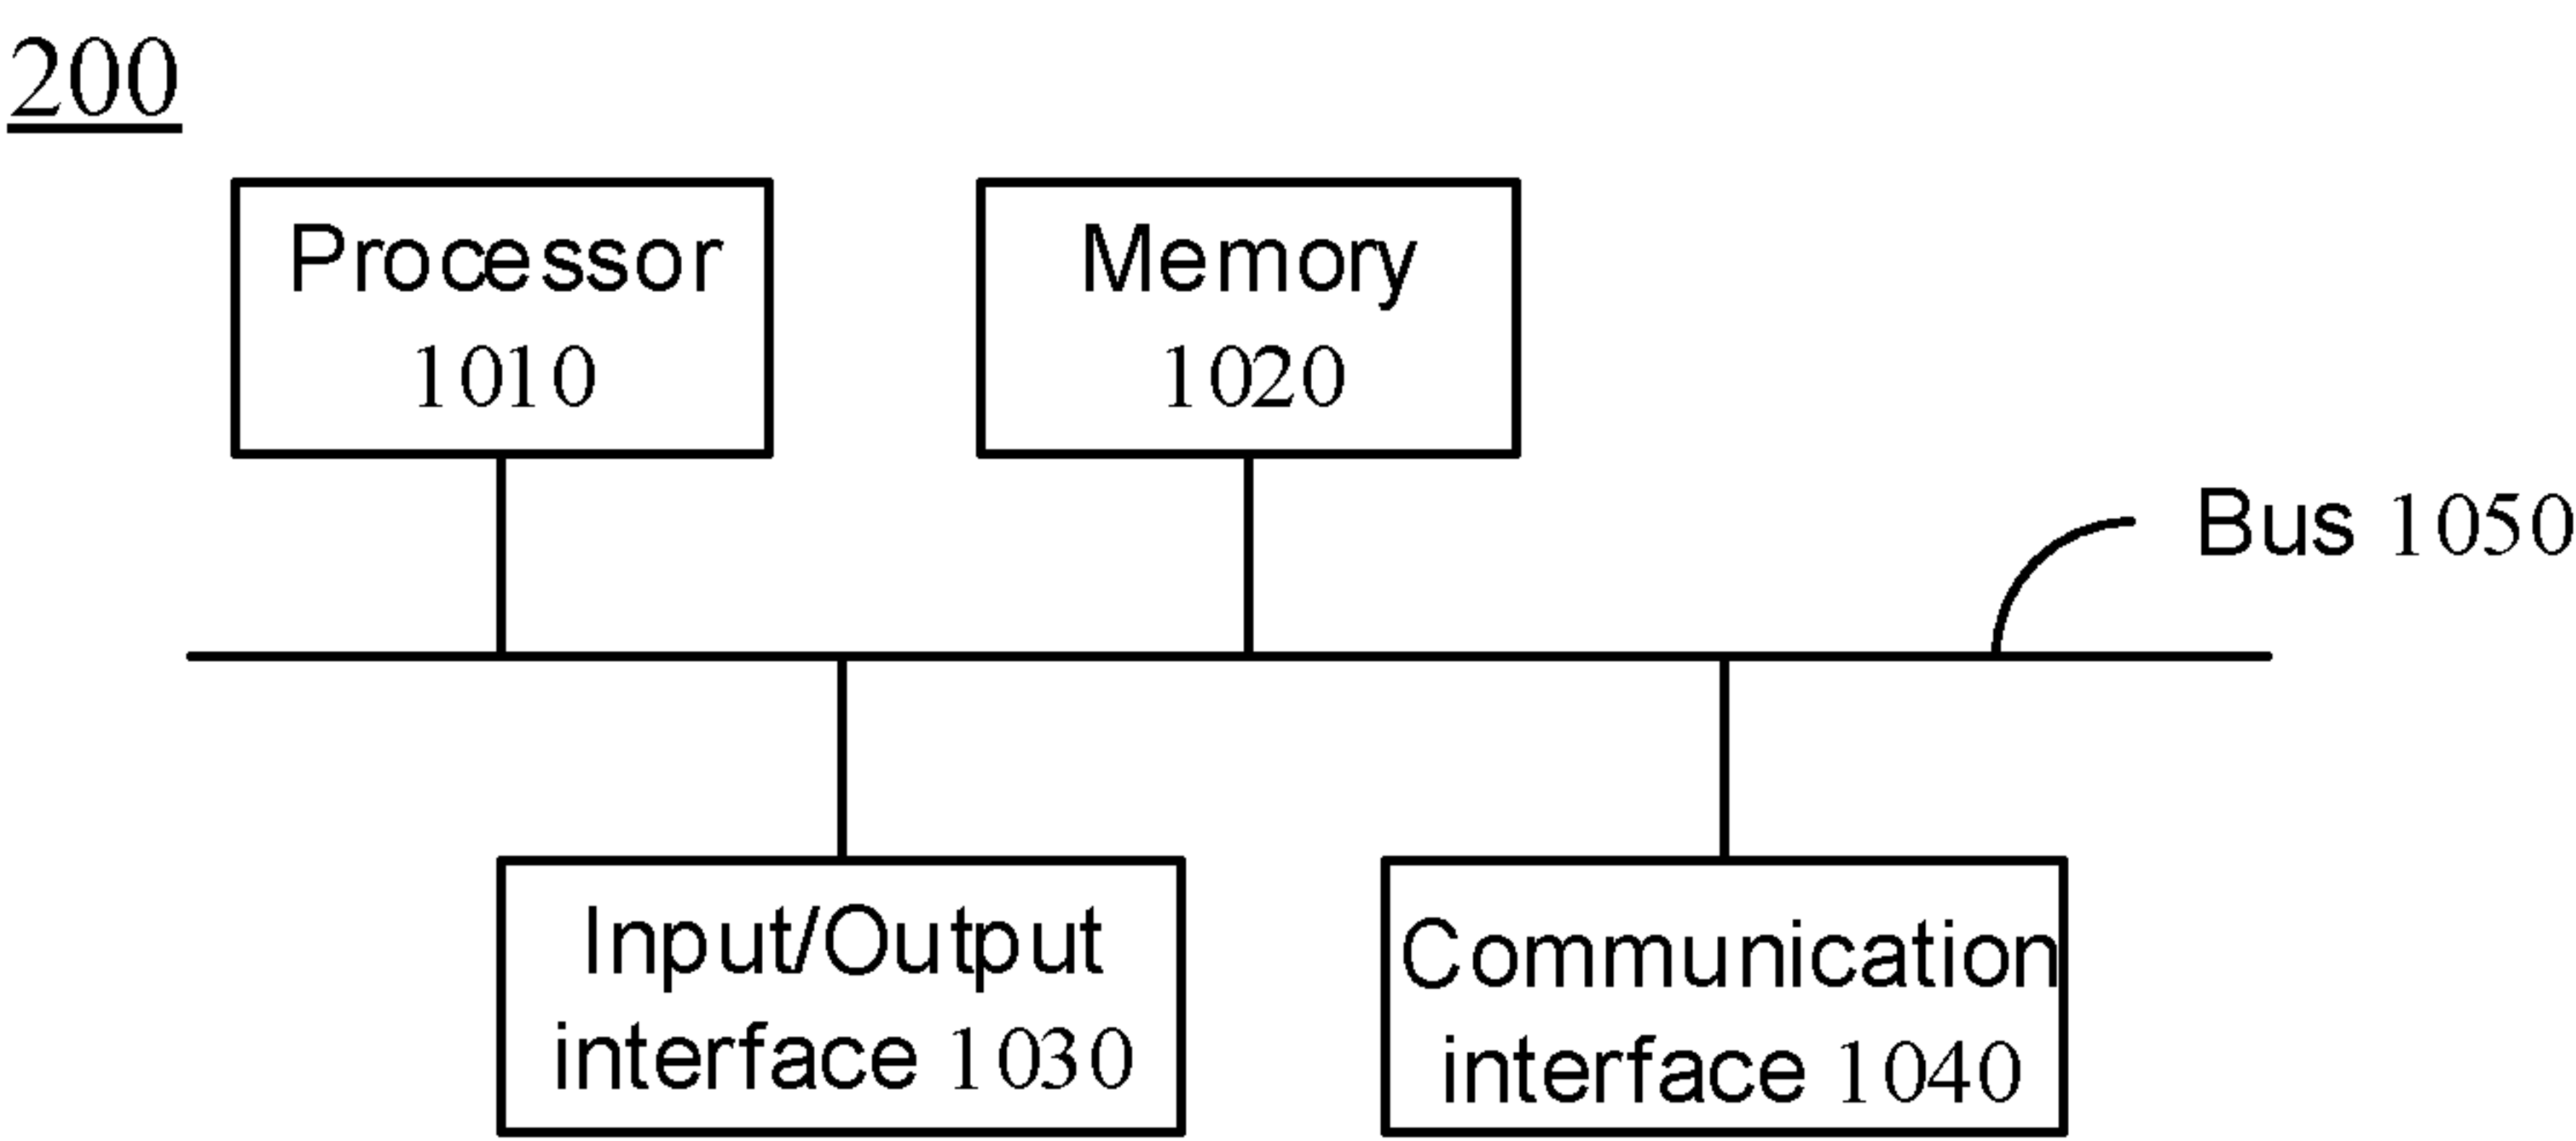 200
Processor
1010
Memory
1020
Bus 1050
Input/Output
interface 1030
Communication
interface 1040